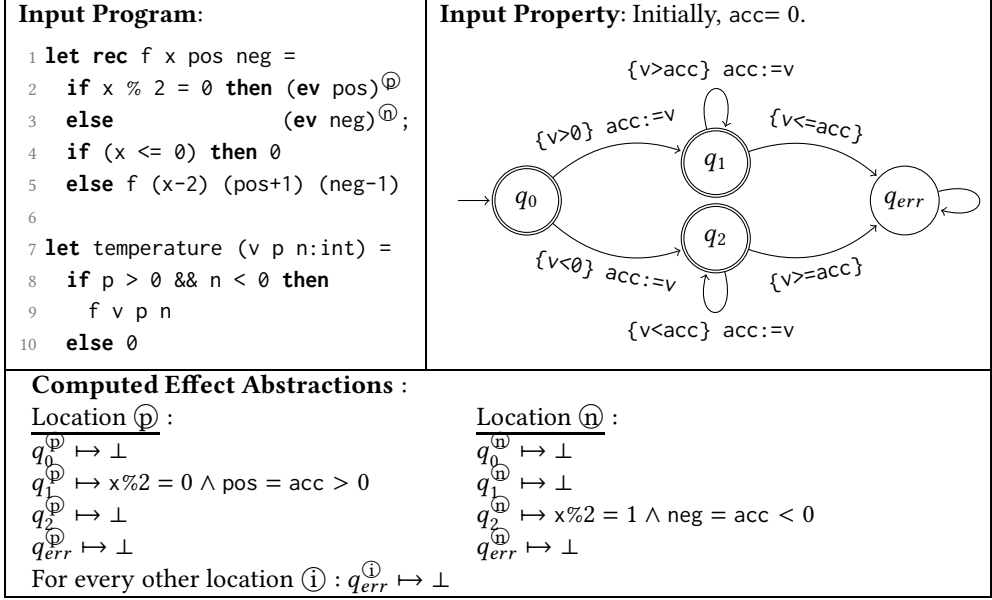 Input Program:
1 let rec f x pos neg =
2 if x % 2 = 0 then (ev pos)ⓟ
3 else (ev neg)ⓝ;
4 if (x <= 0) then 0
5 else f (x-2) (pos+1) (neg-1)
6
7 let temperature (v p n:int) =
8 if p > 0 && n < 0 then
9 f v p n
10 else 0
Input Property: Initially, acc= 0.
{v>acc} acc:=v
{v>0} acc:=v
{v<=acc}
q1
q0
qerr
q2
{v<0} acc:=v
{v>=acc}
{v<acc} acc:=v
Computed Effect Abstractions :
Location ⓟ :
q0ⓟ ↦ ⊥
q1ⓟ ↦ x%2 = 0 ∧ pos = acc > 0
q2ⓟ ↦ ⊥
qerrⓟ ↦ ⊥
Location ⓝ :
q0ⓝ ↦ ⊥
q1ⓝ ↦ ⊥
q2ⓝ ↦ x%2 = 1 ∧ neg = acc < 0
qerrⓝ ↦ ⊥
For every other location ⓘ : qerrⓘ ↦ ⊥